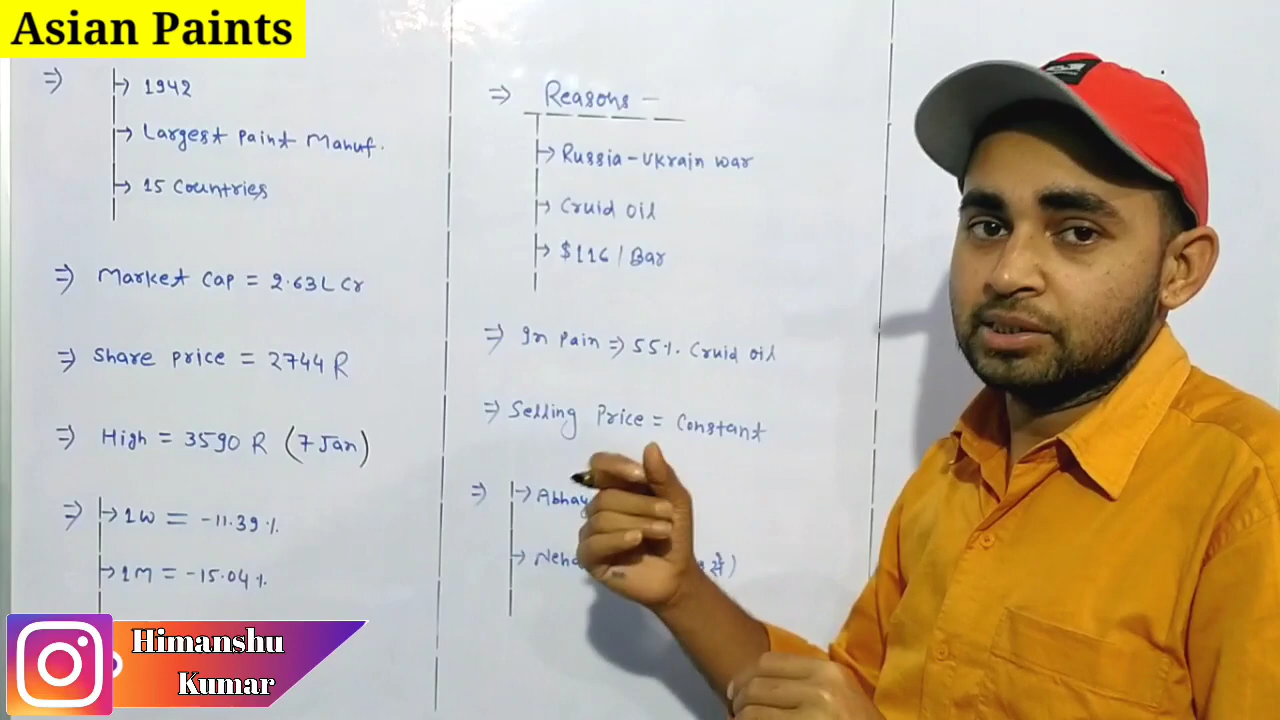 Asian Paints
⇒ → 1942
→ Largest paint Manuf.
→ 15 Countries
⇒ Market Cap = 2.63L Cr
⇒ Share price = 2744 R
⇒ High = 3590 R (7 Jan)
⇒ → 1W = -11.39%
→ 1M = -15.04%
⇒ Reasons -
→ Russia-Ukrain war
→ Cruid oil
→ $116/Bar
⇒ In pain ⇒ 55%. Cruid oil
⇒ Selling Price = Constant
⇒ → Abhay
→ Neha से)
Himanshu
Kumar